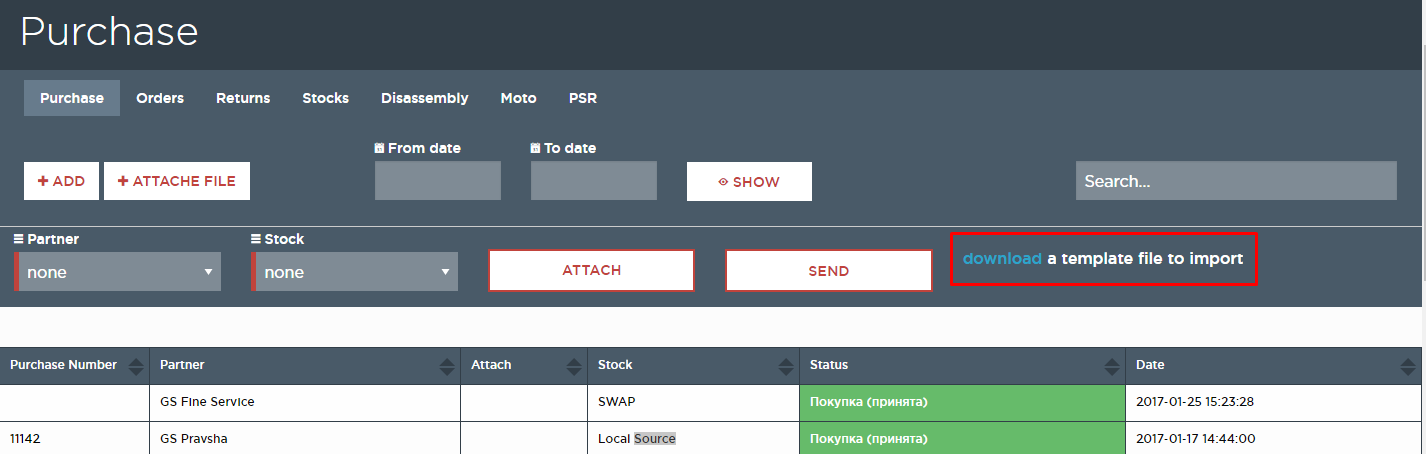 Purchase
Purchase Orders Returns Stocks Disassembly Moto PSR
From date To date
+ ADD + ATTACHE FILE SHOW Search...
Partner Stock
none none ATTACH SEND download a template file to import
Purchase Number Partner Attach Stock Status Date
GS Fine Service SWAP Покупка (принята) 2017-01-25 15:23:28
11142 GS Pravsha Local Source Покупка (принята) 2017-01-17 14:44:00